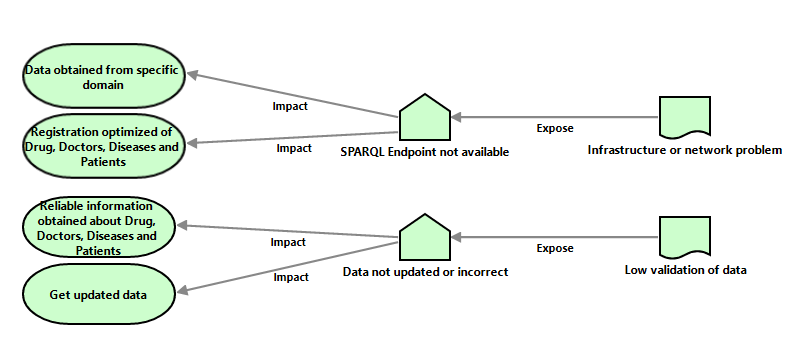 Data obtained from specific
domain
Impact
Registration optimized of
Drug, Doctors, Diseases and
Patients
Impact
SPARQL Endpoint not available
Expose
Infrastructure or network problem
Reliable information
obtained about Drug,
Doctors, Diseases and
Patients
Impact
Get updated data
Impact
Data not updated or incorrect
Expose
Low validation of data